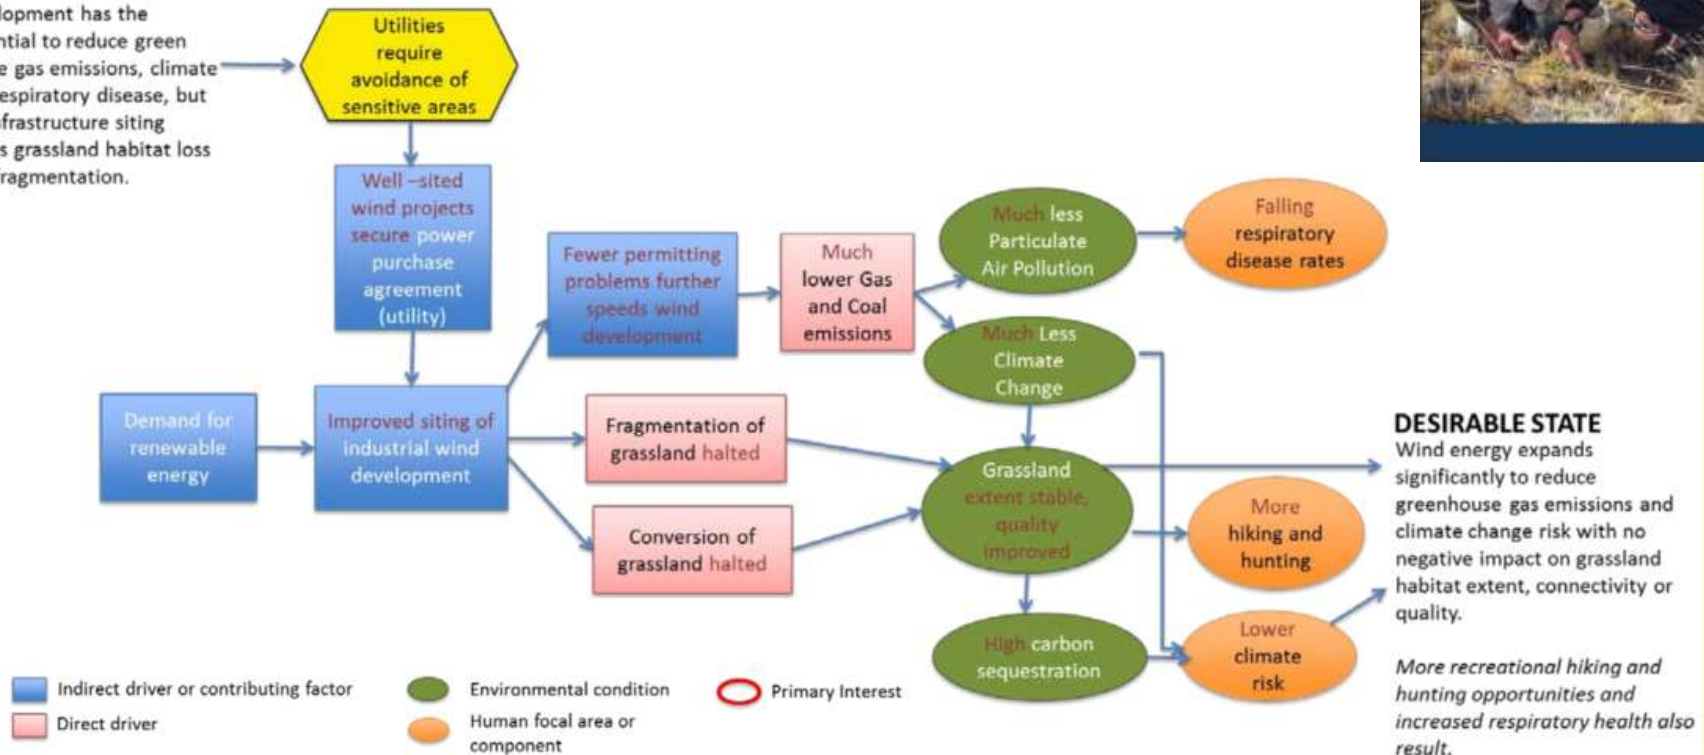 lopment has the
ntial to reduce green
e gas emissions, climate
espiratory disease, but
frastructure siting
s grassland habitat loss
ragmentation.
Utilities
require
avoidance of
sensitive areas
Well –sited
wind projects
secure power
purchase
agreement
(utility)
Demand for
renewable
energy
Improved siting of
industrial wind
development
Fewer permitting
problems further
speeds wind
development
Much
lower Gas
and Coal
emissions
Fragmentation of
grassland halted
Conversion of
grassland halted
Much less
Particulate
Air Pollution
Much Less
Climate
Change
Grassland
extent stable,
quality
improved
High carbon
sequestration
Falling
respiratory
disease rates
More
hiking and
hunting
Lower
climate
risk
DESIRABLE STATE
Wind energy expands
significantly to reduce
greenhouse gas emissions and
climate change risk with no
negative impact on grassland
habitat extent, connectivity or
quality.
More recreational hiking and
hunting opportunities and
increased respiratory health also
result.
Indirect driver or contributing factor
Direct driver
Environmental condition
Human focal area or
component
Primary Interest